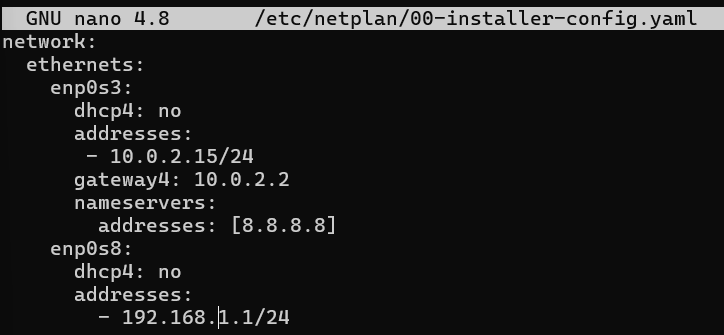 GNU nano 4.8 /etc/netplan/00-installer-config.yaml
network:
  ethernets:
    enp0s3:
      dhcp4: no
      addresses:
       - 10.0.2.15/24
      gateway4: 10.0.2.2
      nameservers:
        addresses: [8.8.8.8]
    enp0s8:
      dhcp4: no
      addresses:
        - 192.168.1.1/24